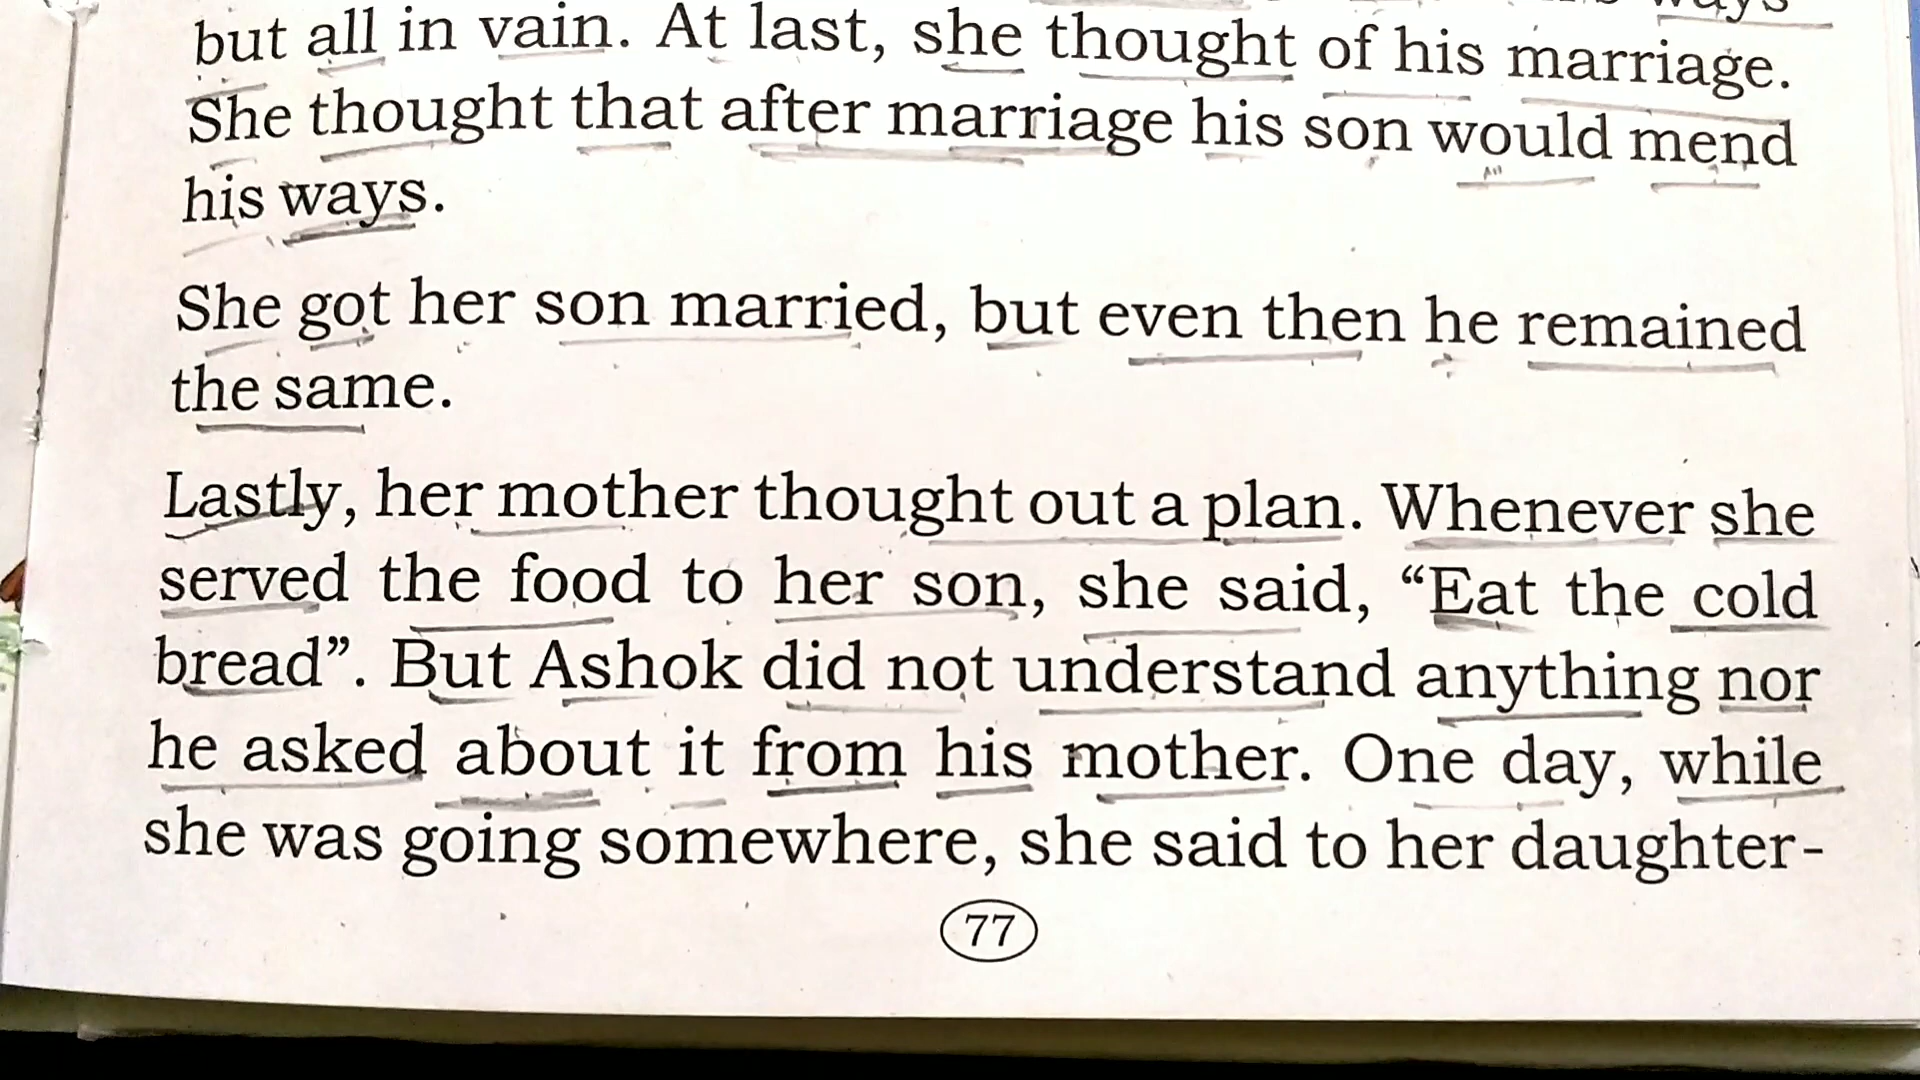 ways
but all in vain. At last, she thought of his marriage.
She thought that after marriage his son would mend
his ways.
She got her son married, but even then he remained
the same.
Lastly, her mother thought out a plan. Whenever she
served the food to her son, she said, “Eat the cold
bread”. But Ashok did not understand anything nor
he asked about it from his mother. One day, while
she was going somewhere, she said to her daughter-
77